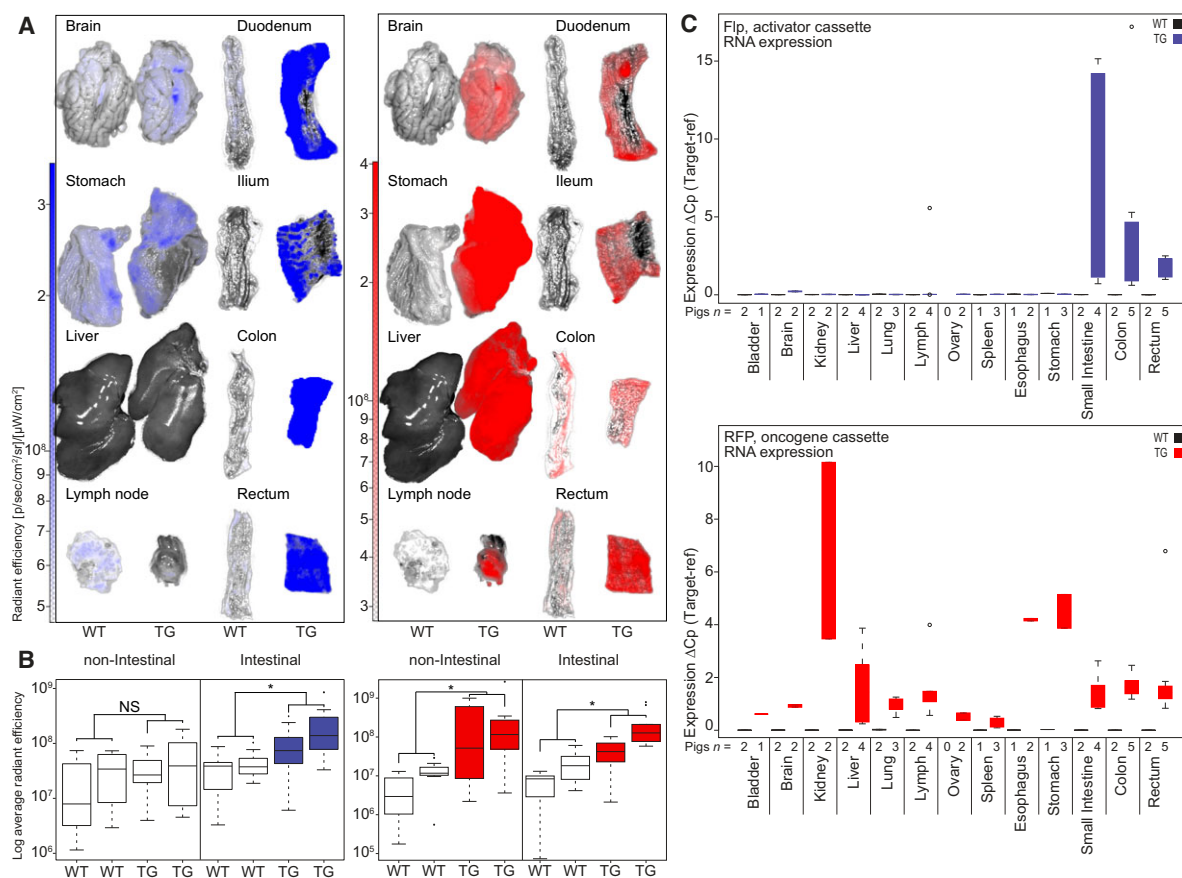 A
Brain
Duodenum
Stomach
Ilium
Liver
Colon
Lymph node
Rectum
WT TG WT TG
Radiant efficiency [p/sec/cm²/sr]/[µW/cm²]
3
2
10⁸
9
8
7
6
5
Brain
Duodenum
Stomach
Ileum
Liver
Colon
Lymph node
Rectum
WT TG WT TG
4
3
2
10⁸
9
8
7
6
5
4
3
B
non-Intestinal Intestinal
NS *
Log average radiant efficiency
10⁹
10⁸
10⁷
10⁶
WT WT TG TG WT WT TG TG
non-Intestinal Intestinal
* *
10⁹
10⁸
10⁷
10⁶
10⁵
WT WT TG TG WT WT TG TG
C
Flp, activator cassette
RNA expression
WT
TG
Expression ΔCp (Target-ref)
15
10
5
0
Pigs n = 2 1 2 2 2 2 2 4 2 3 2 4 0 2 1 3 1 2 1 3 2 4 2 5 2 5
Bladder
Brain
Kidney
Liver
Lung
Lymph
Ovary
Spleen
Esophagus
Stomach
Small Intestine
Colon
Rectum
RFP, oncogene cassette
RNA expression
WT
TG
Expression ΔCp (Target-ref)
10
8
6
4
2
0
Pigs n = 2 1 2 2 2 2 2 4 2 3 2 4 0 2 1 3 1 2 1 3 2 4 2 5 2 5
Bladder
Brain
Kidney
Liver
Lung
Lymph
Ovary
Spleen
Esophagus
Stomach
Small Intestine
Colon
Rectum